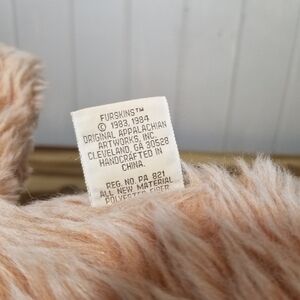 FURSKINS™
© 1983, 1984
ORIGINAL APPALACHIAN
ARTWORKS, INC.
CLEVELAND, GA 30528
HANDCRAFTED IN
CHINA.
REG. NO. PA. 821
ALL NEW MATERIAL
POLYESTER FIBER